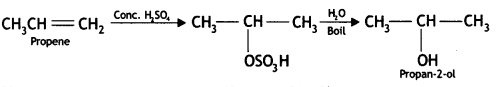 CH₃CH=CH₂ Conc. H₂SO₄ CH₃—CH—CH₃ H₂O Boil CH₃—CH—CH₃
Propene OSO₃H OH
Propan-2-ol